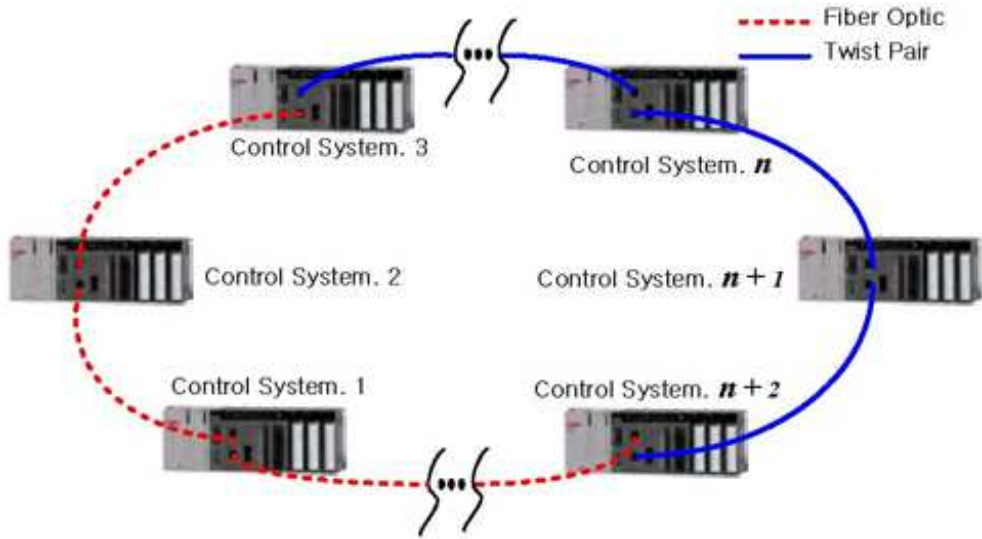 Fiber Optic
Twist Pair
Control System. 3
Control System. n
Control System. 2
Control System. n + 1
Control System. 1
Control System. n + 2